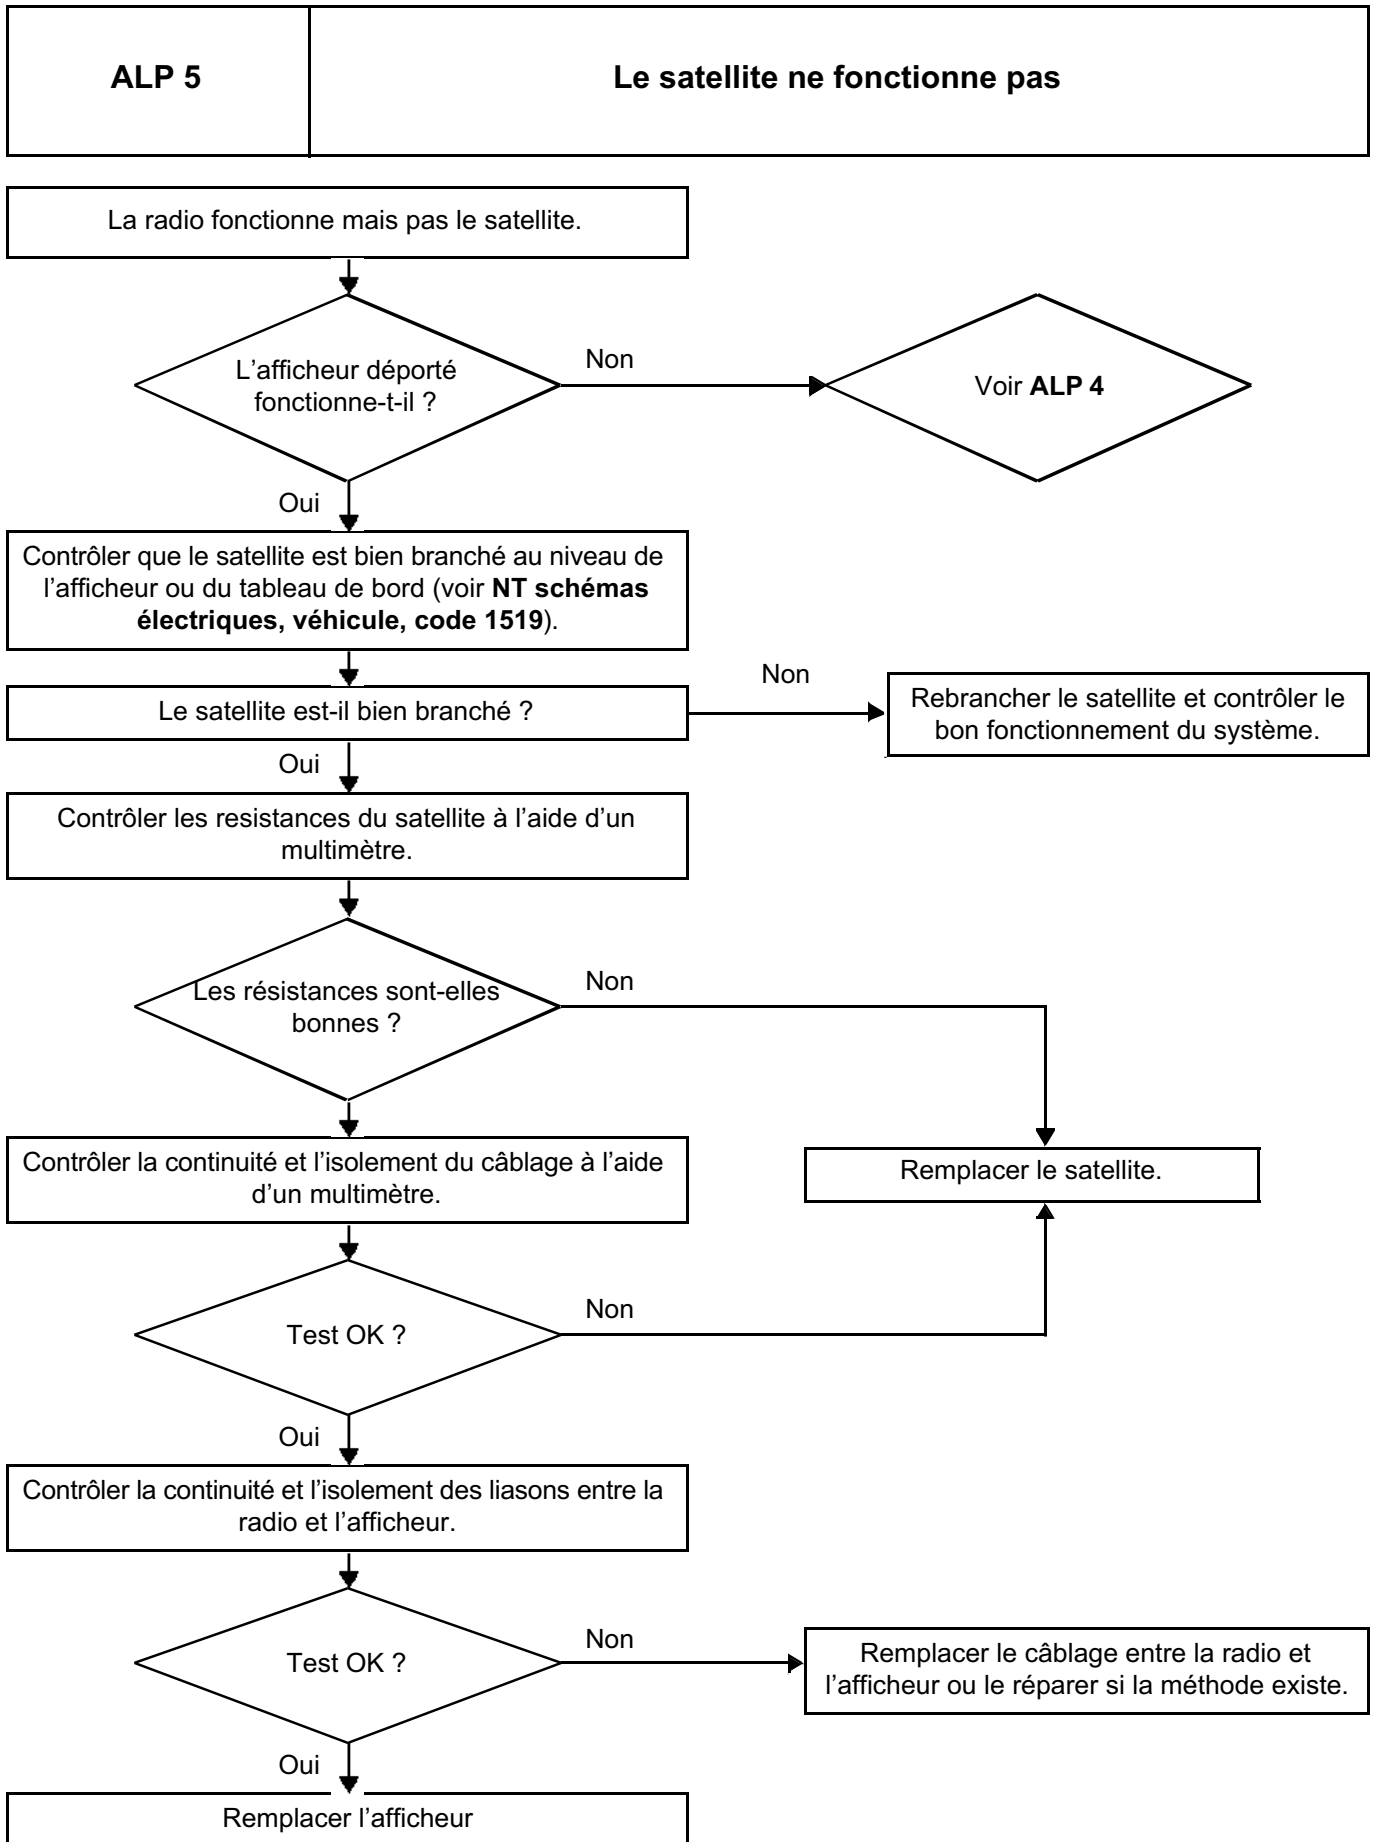 ALP 5
Le satellite ne fonctionne pas
La radio fonctionne mais pas le satellite.
L’afficheur déporté
fonctionne-t-il ?
Non
Voir ALP 4
Oui
Contrôler que le satellite est bien branché au niveau de
l’afficheur ou du tableau de bord (voir NT schémas
électriques, véhicule, code 1519).
Le satellite est-il bien branché ?
Non
Rebrancher le satellite et contrôler le
bon fonctionnement du système.
Oui
Contrôler les resistances du satellite à l’aide d’un
multimètre.
Les résistances sont-elles
bonnes ?
Non
Contrôler la continuité et l’isolement du câblage à l’aide
d’un multimètre.
Remplacer le satellite.
Test OK ?
Non
Oui
Contrôler la continuité et l’isolement des liasons entre la
radio et l’afficheur.
Test OK ?
Non
Remplacer le câblage entre la radio et
l’afficheur ou le réparer si la méthode existe.
Oui
Remplacer l’afficheur